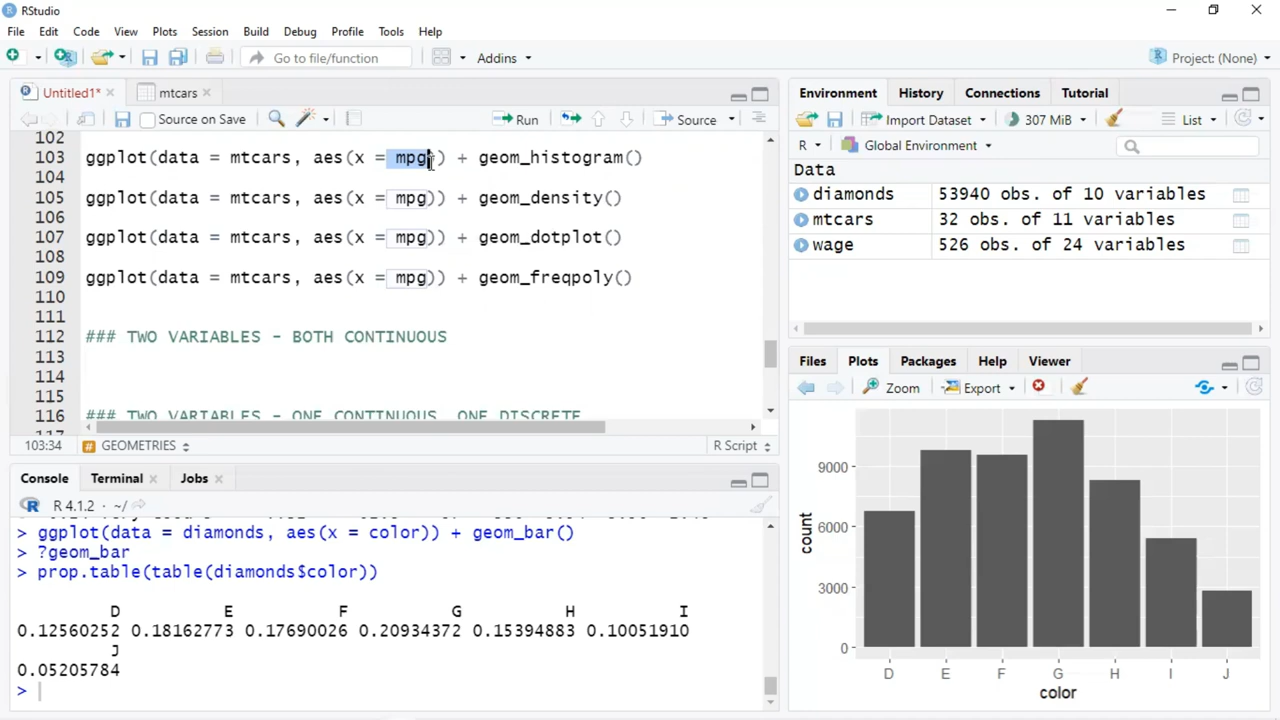 RStudio
File Edit Code View Plots Session Build Debug Profile Tools Help
Go to file/function
Addins
Project: (None)
Untitled1*
mtcars
Source on Save
Run
Source
102
103 ggplot(data = mtcars, aes(x = mpg)) + geom_histogram()
104
105 ggplot(data = mtcars, aes(x = mpg)) + geom_density()
106
107 ggplot(data = mtcars, aes(x = mpg)) + geom_dotplot()
108
109 ggplot(data = mtcars, aes(x = mpg)) + geom_freqpoly()
110
111
112 ### TWO VARIABLES - BOTH CONTINUOUS
113
114
115
116 ### TWO VARIABLES - ONE CONTINUOUS, ONE DISCRETE
103:34 # GEOMETRIES R Script
Console Terminal Jobs
R 4.1.2 · ~/
> ggplot(data = diamonds, aes(x = color)) + geom_bar()
> ?geom_bar
> prop.table(table(diamonds$color))
D E F G H I
0.12560252 0.18162773 0.17690026 0.20934372 0.15394883 0.10051910
J
0.05205784
>
Environment History Connections Tutorial
Import Dataset 307 MiB List
R Global Environment
Data
diamonds 53940 obs. of 10 variables
mtcars 32 obs. of 11 variables
wage 526 obs. of 24 variables
Files Plots Packages Help Viewer
Zoom Export
count
9000
6000
3000
0
D E F G H I J
color